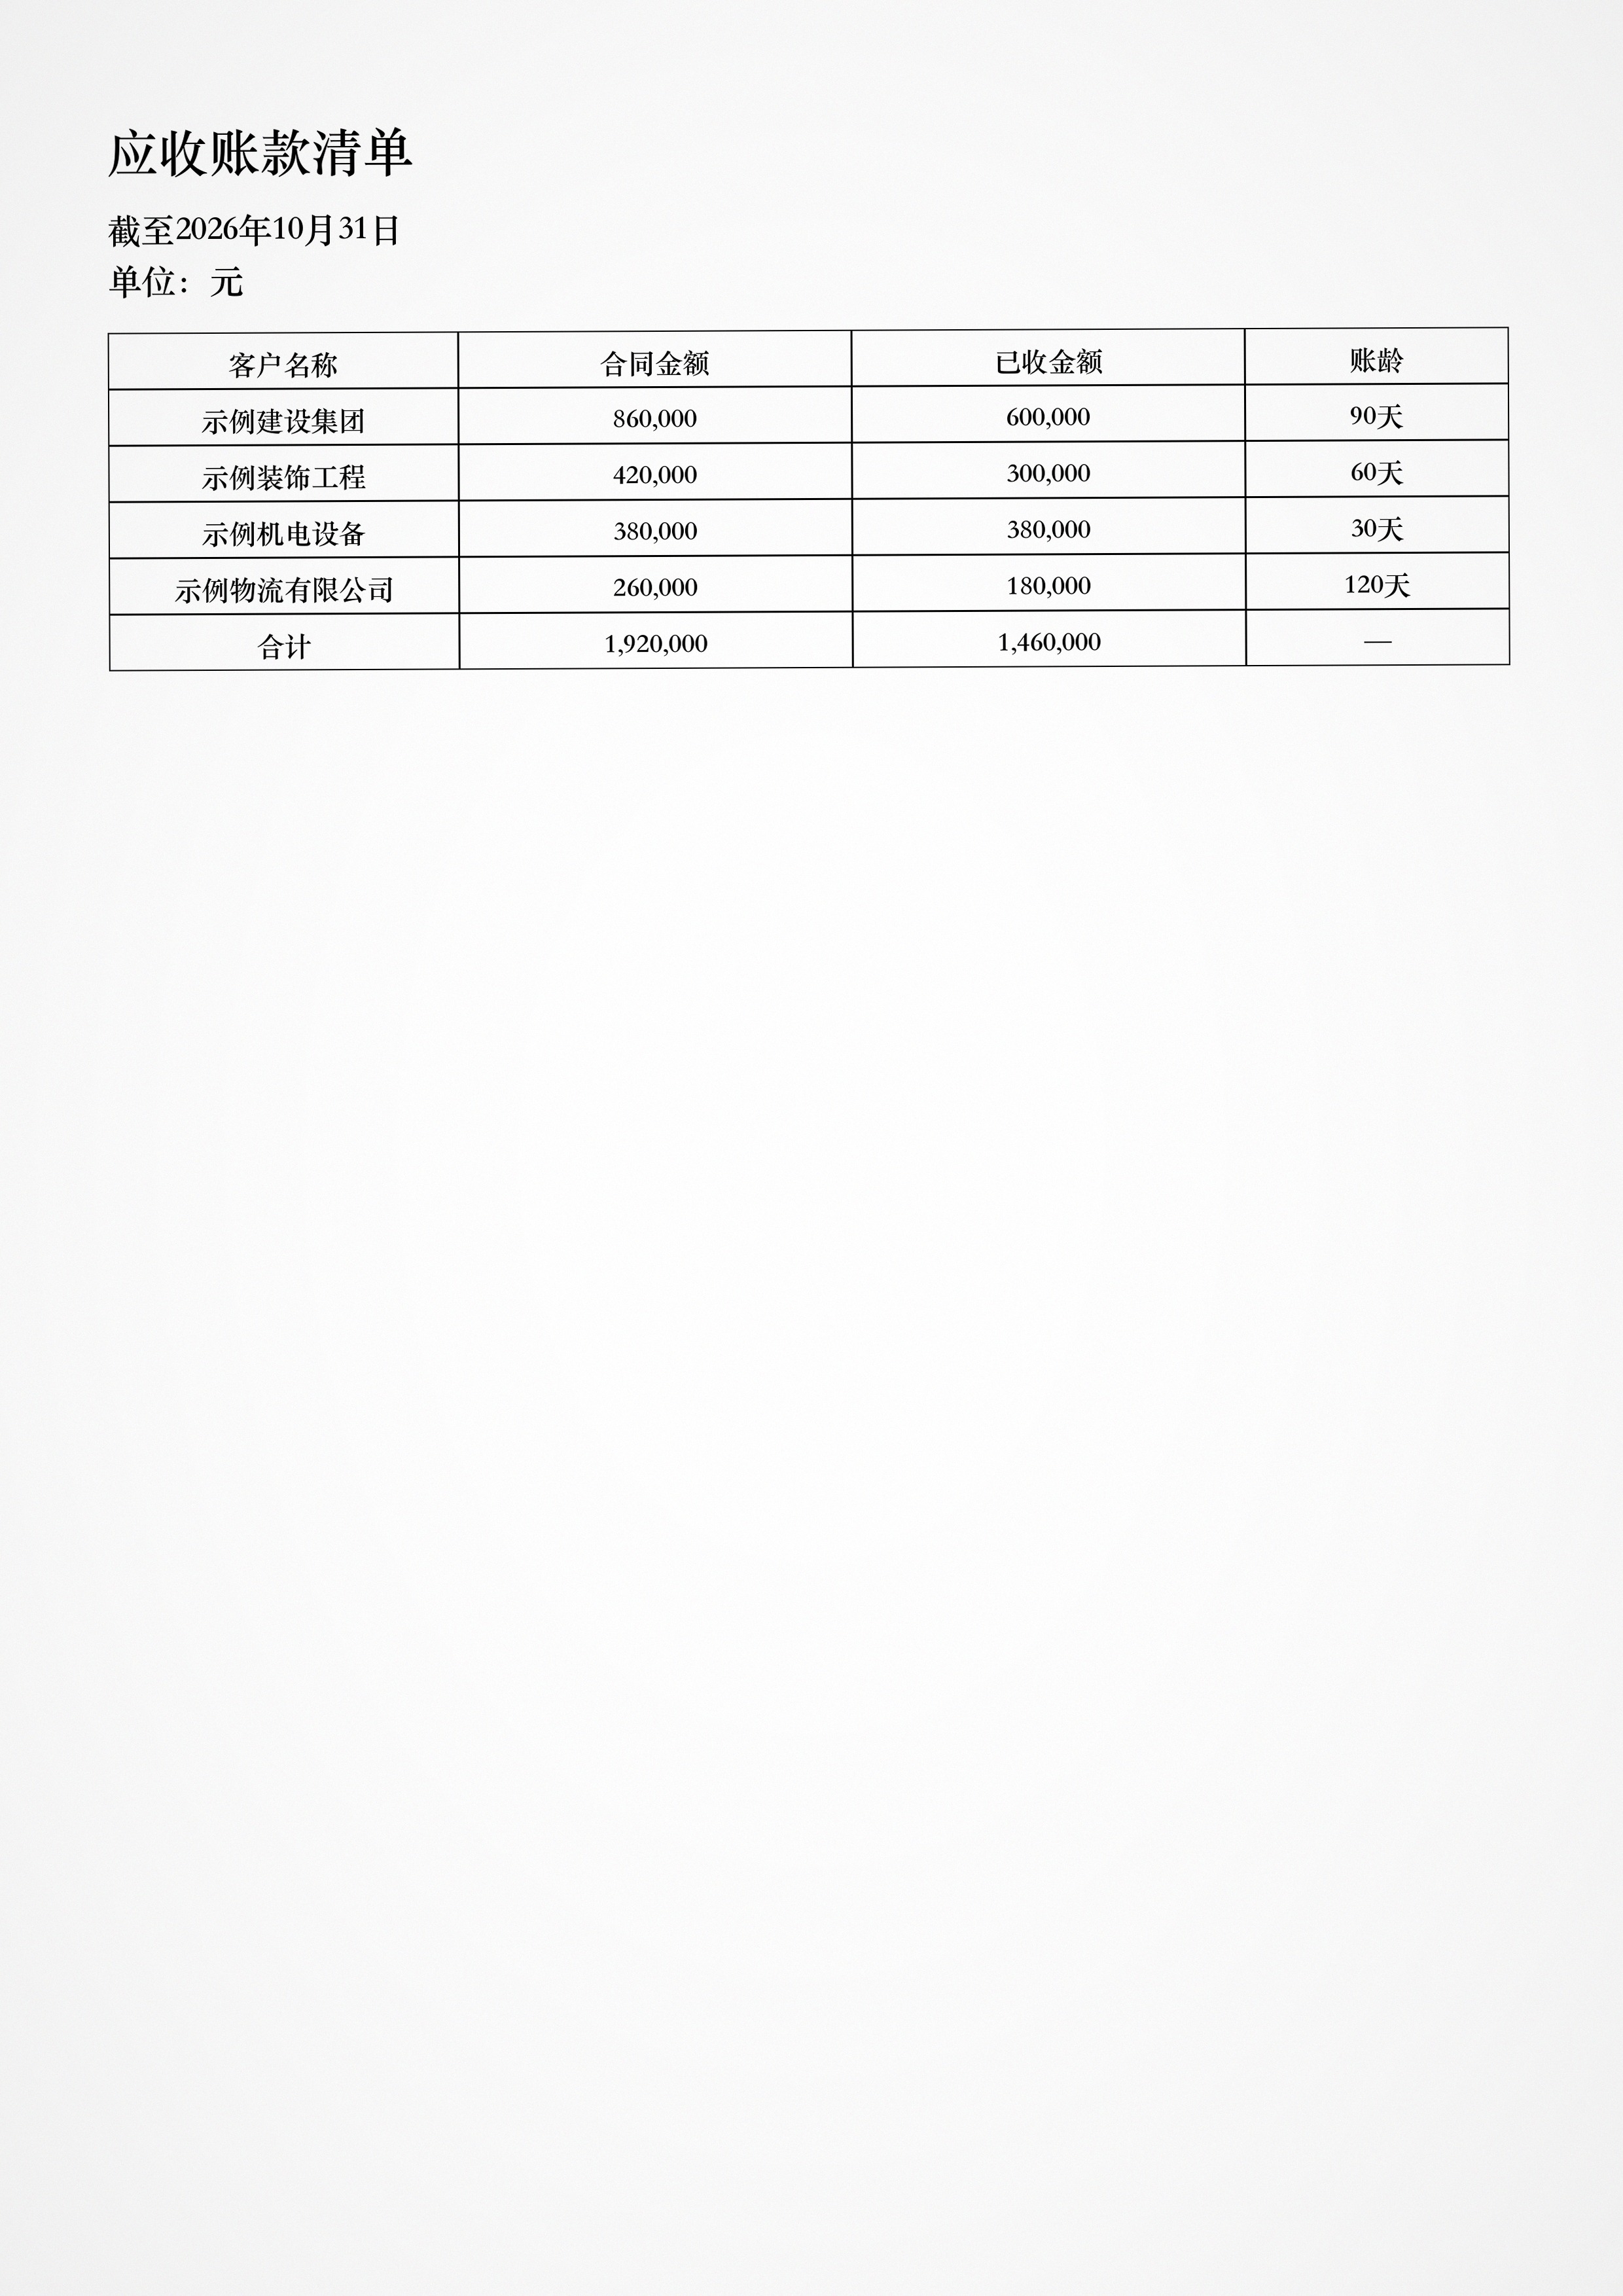 应收账款清单
截至2026年10月31日
单位：元
客户名称 合同金额 已收金额 账龄
示例建设集团 860,000 600,000 90天
示例装饰工程 420,000 300,000 60天
示例机电设备 380,000 380,000 30天
示例物流有限公司 260,000 180,000 120天
合计 1,920,000 1,460,000 —